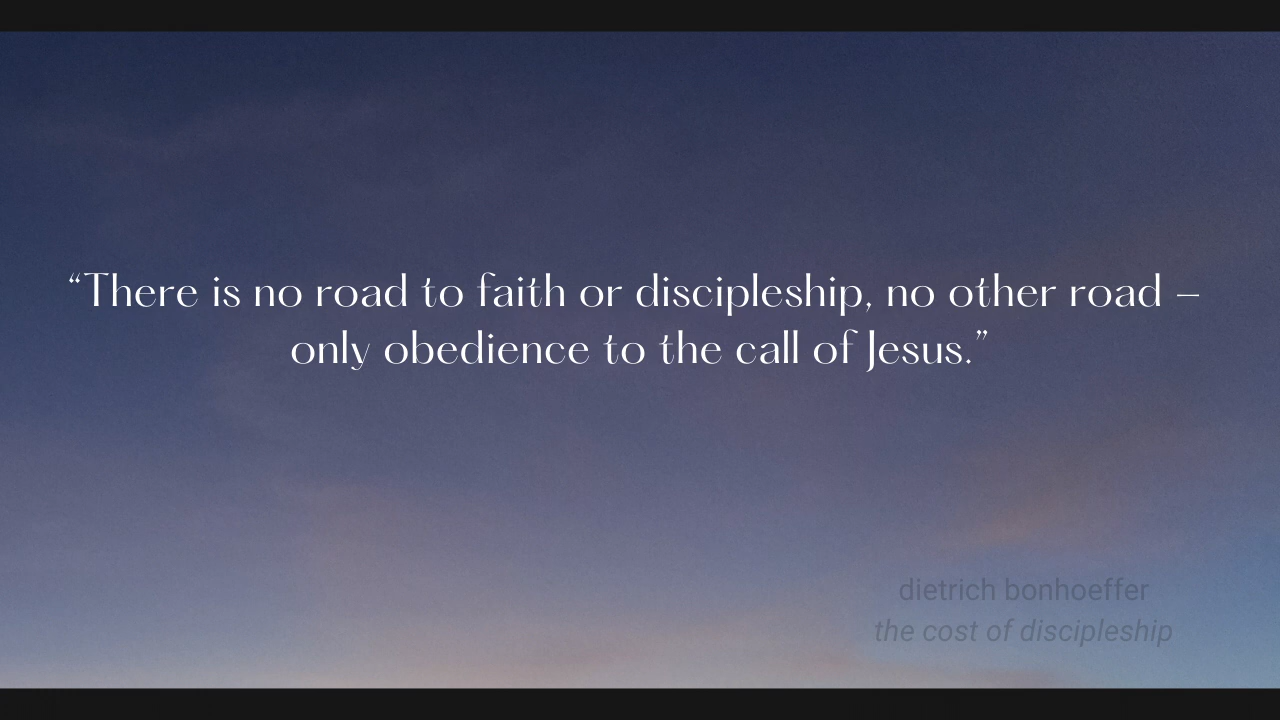 “There is no road to faith or discipleship, no other road –
only obedience to the call of Jesus.”
dietrich bonhoeffer
the cost of discipleship